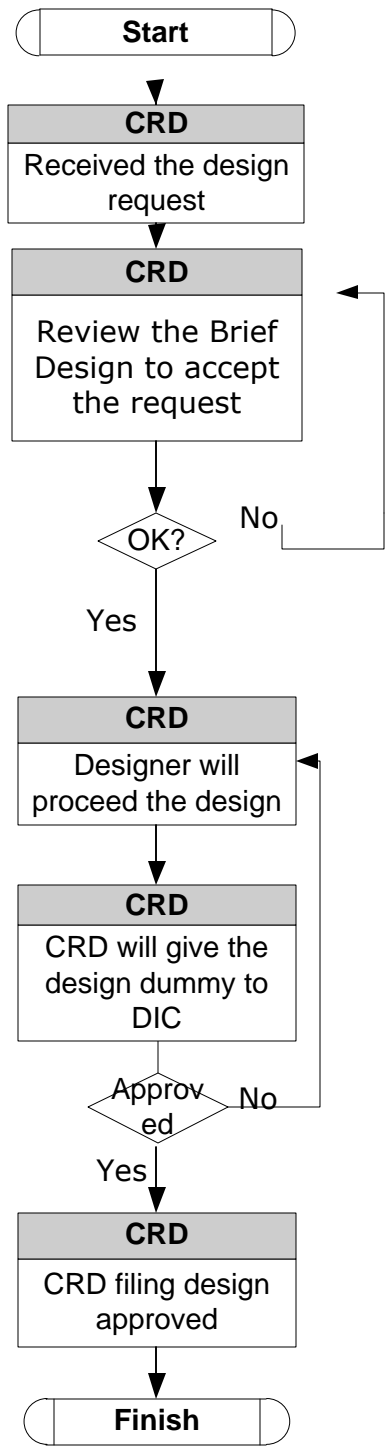 Start
CRD
Received the design
request
CRD
Review the Brief
Design to accept
the request
OK?
No
Yes
CRD
Designer will
proceed the design
CRD
CRD will give the
design dummy to
DIC
Approv
ed
No
Yes
CRD
CRD filing design
approved
Finish